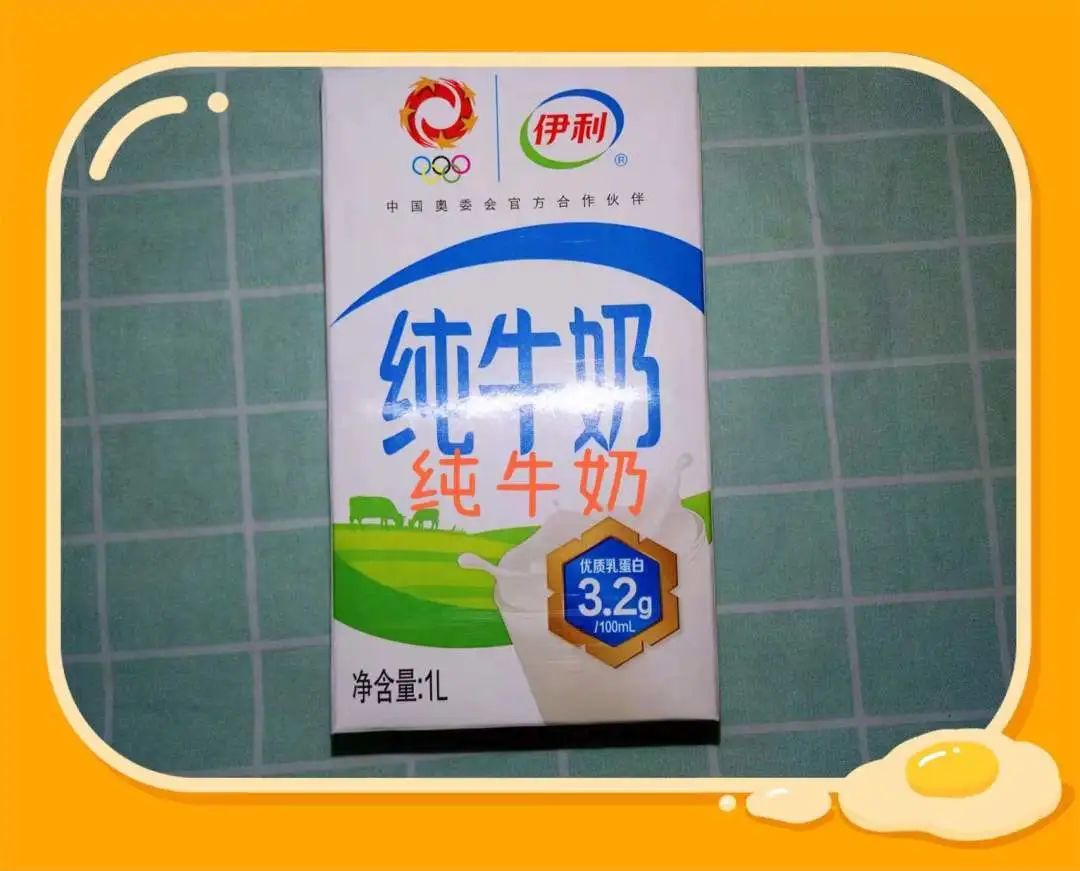 伊利
®
中国奥委会官方合作伙伴
纯牛奶
纯牛奶
优质乳蛋白
3.2g
/100mL
净含量:1L